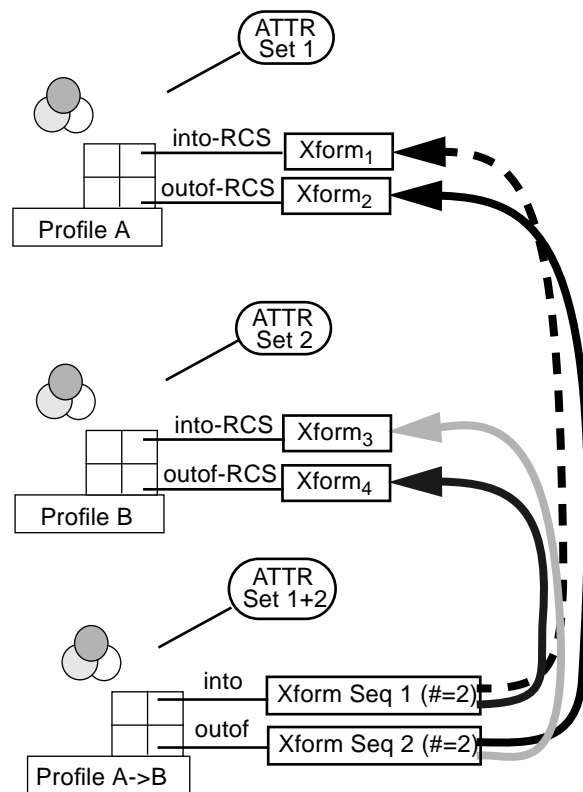 ATTR
Set 1
into-RCS
Xform₁
outof-RCS
Xform₂
Profile A
ATTR
Set 2
into-RCS
Xform₃
outof-RCS
Xform₄
Profile B
ATTR
Set 1+2
into
Xform Seq 1 (#=2)
outof
Xform Seq 2 (#=2)
Profile A->B